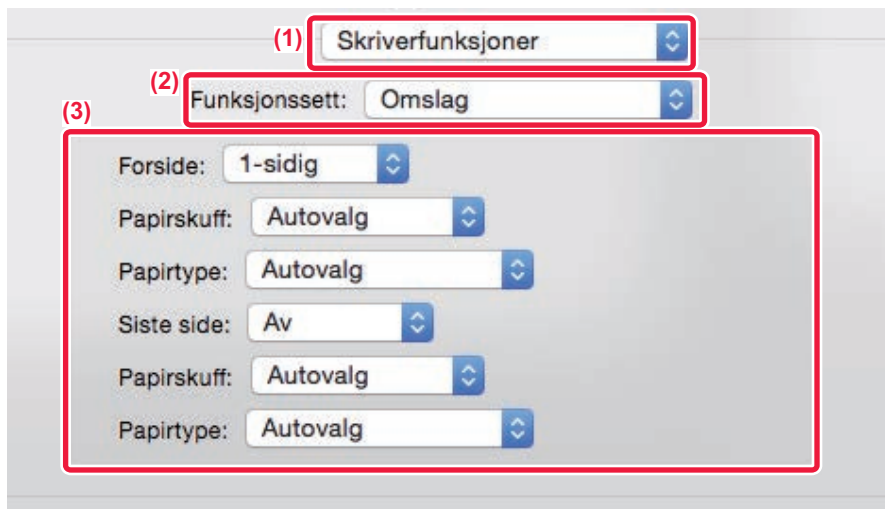 (1) Skriverfunksjoner
(2) Funksjonssett: Omslag
(3)
Forside: 1-sidig
Papirskuff: Autovalg
Papirtype: Autovalg
Siste side: Av
Papirskuff: Autovalg
Papirtype: Autovalg